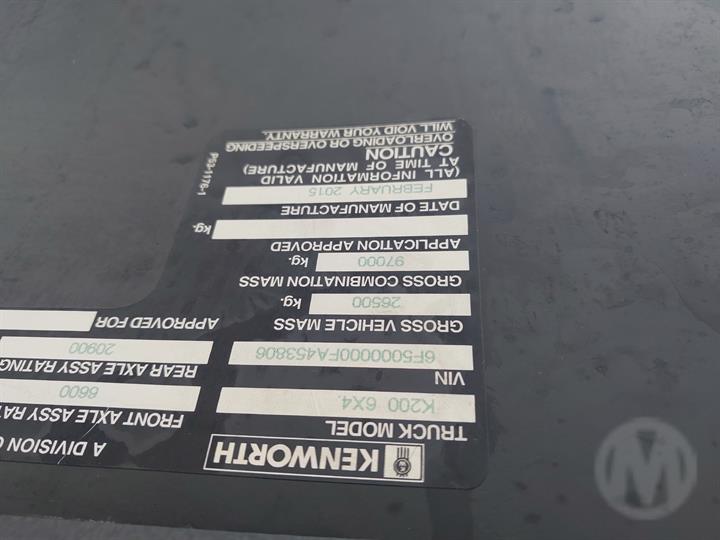 KENWORTH
A DIVISION
TRUCK MODEL
K200 6X4.
FRONT AXLE ASSY
6600
VIN
6F5000000FA453806
REAR AXLE ASSY RATING
20900
GROSS VEHICLE MASS
26500 kg.
APPROVED FOR
GROSS COMBINATION MASS
97000 kg.
APPLICATION APPROVED
kg.
DATE OF MANUFACTURE
FEBRUARY 2015
(ALL INFORMATION VALID
AT TIME OF MANUFACTURE)
CAUTION
OVERLOADING OR OVERSPEEDING
WILL VOID YOUR WARRANTY.
P53-1176-1
M